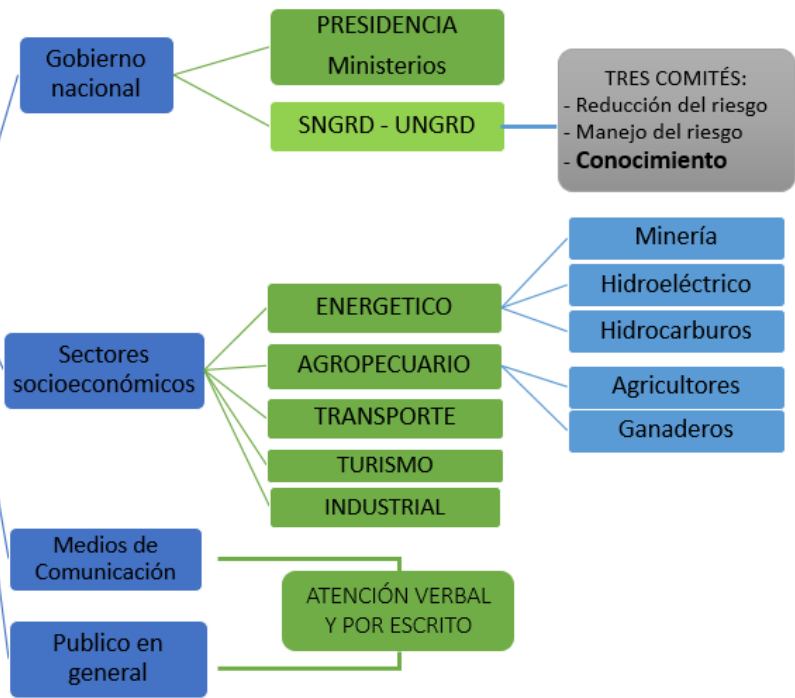 Gobierno
nacional
PRESIDENCIA
Ministerios
SNGRD - UNGRD
TRES COMITÉS:
- Reducción del riesgo
- Manejo del riesgo
- Conocimiento
Sectores
socioeconómicos
ENERGETICO
Minería
Hidroeléctrico
Hidrocarburos
AGROPECUARIO
Agricultores
Ganaderos
TRANSPORTE
TURISMO
INDUSTRIAL
Medios de
Comunicación
Publico en
general
ATENCIÓN VERBAL
Y POR ESCRITO